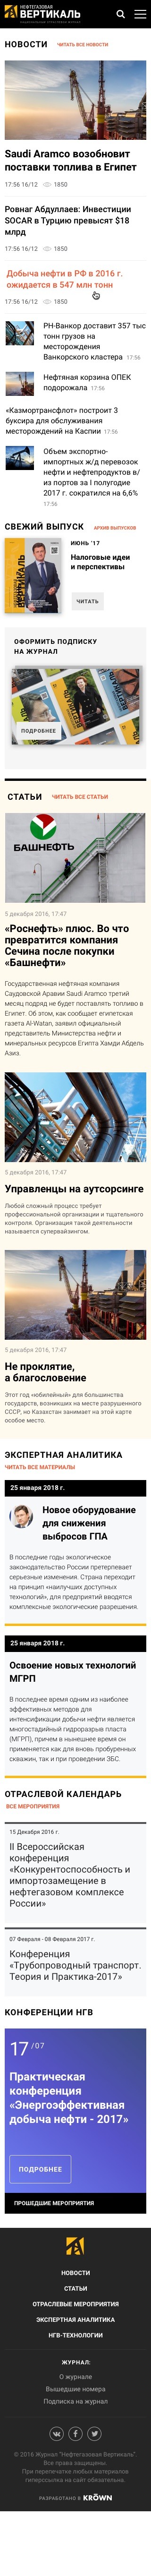 НЕФТЕГАЗОВАЯ
ВЕРТИКАЛЬ
НОВОСТИ
ЧИТАТЬ ВСЕ НОВОСТИ
Saudi Aramco возобновит
поставки топлива в Египет
17:56 16/12 1850
Ровнаг Абдуллаев: Инвестиции
SOCAR в Турцию превысят $18
млрд
17:56 16/12 1850
Добыча нефти в РФ в 2016 г.
ожидается в 547 млн тонн
17:56 16/12 1850
РН-Ванкор доставит 357 тыс
тонн грузов на
месторождения
Ванкорского кластера 17:56
Нефтяная корзина ОПЕК
подорожала 17:56
«Казмортрансфлот» построит 3
буксира для обслуживания
месторождений на Каспии 17:56
Объем экспортно-
импортных ж/д перевозок
нефти и нефтепродуктов в/
из порта за I полугодие
2017 г. сократился на 6,6%
17:56
СВЕЖИЙ ВЫПУСК
АРХИВ ВЫПУСКОВ
ВЕРТИКАЛЬ
ИЮНЬ '17
Налоговые идеи
и перспективы
ЧИТАТЬ
ОФОРМИТЬ ПОДПИСКУ
НА ЖУРНАЛ
ПОДРОБНЕЕ
СТАТЬИ
ЧИТАТЬ ВСЕ СТАТЬИ
БАШНЕФТЬ
5 декабря 2016, 17:47
«Роснефть» плюс. Во что
превратится компания
Сечина после покупки
«Башнефти»
Государственная нефтяная компания
Саудовской Аравии Saudi Aramco третий
месяц подряд не будет поставлять топливо
в Египет. Об этом со ссылкой на агентство
печати Al-Watan, заявил официальный
представитель Министерства нефти и
минеральных ресурсов Египта Хамди Абдель
Азиз.
5 декабря 2016, 17:47
Управленцы на аутсорсинге
Любой сложный процесс требует
профессиональной организации и тщательного
контроля. Организация такой деятельности
называется супервайзингом.
5 декабря 2016, 17:47
Не проклятие,
а благословение
Этот год «юбилейный» для большинства
государств, возникших на месте развалившегося
СССР, но Казахстан занимает в этой когорте
особое место.
ЭКСПЕРТНАЯ АНАЛИТИКА
ЧИТАТЬ ВСЕ МАТЕРИАЛЫ
25 января 2018 г.
Новое оборудование
для снижения
выбросов ГПА
В последние годы экологическое
законодательство России претерпевает
серьезные изменения. Например, переход
на принцип «наилучших доступных
технологий», предусматривающий вводить
комплексные экологические разрешения.
25 января 2018 г.
Освоение новых технологий
МГРП
В последнее время одним из наиболее
эффективных методов для
интенсификации добычи нефти является
многостадийный гидроразрыв пласта
(МГРП), причем в нынешнее время он
применяется как для вновь пробуренных
скважин, так и при проведении ЗБС.
ОТРАСЛЕВОЙ КАЛЕНДАРЬ
ВСЕ МЕРОПРИЯТИЯ
15 Декабря 2016 г.
II Всероссийская
конференция
«Конкурентоспособность и
импортозамещение в
нефтегазовом комплексе
России»
07 Февраля - 08 Февраля 2017 г.
Конференция
«Трубопроводный транспорт.
Теория и Практика-2017»
КОНФЕРЕНЦИИ НГВ
17 /07
Практическая
конференция
«Энергоэффективная
добыча нефти - 2017»
ПОДРОБНЕЕ
ПРОШЕДШИЕ МЕРОПРИЯТИЯ
НОВОСТИ
СТАТЬИ
ОТРАСЛЕВЫЕ МЕРОПРИЯТИЯ
ЭКСПЕРТНАЯ АНАЛИТИКА
НГВ-ТЕХНОЛОГИИ
ЖУРНАЛ:
О журнале
Вышедшие номера
Подписка на журнал
© 2016 Журнал "Нефтегазовая Вертикаль"
Все права защищены.
При перепечатке любых материалов
гиперссылка на сайт обязательна.
РАЗРАБОТАНО В KRŌWN